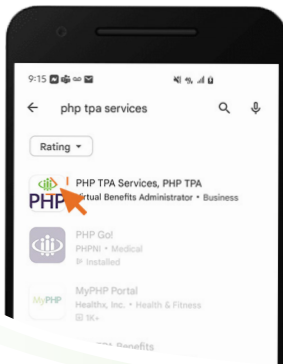 9:15
php tpa services
Rating
PHP
PHP TPA Services, PHP TPA
Virtual Benefits Administrator • Business
PHP Go!
PHPNI • Medical
Installed
MyPHP
MyPHP Portal
Healthx, Inc. • Health & Fitness
1K+
Benefits